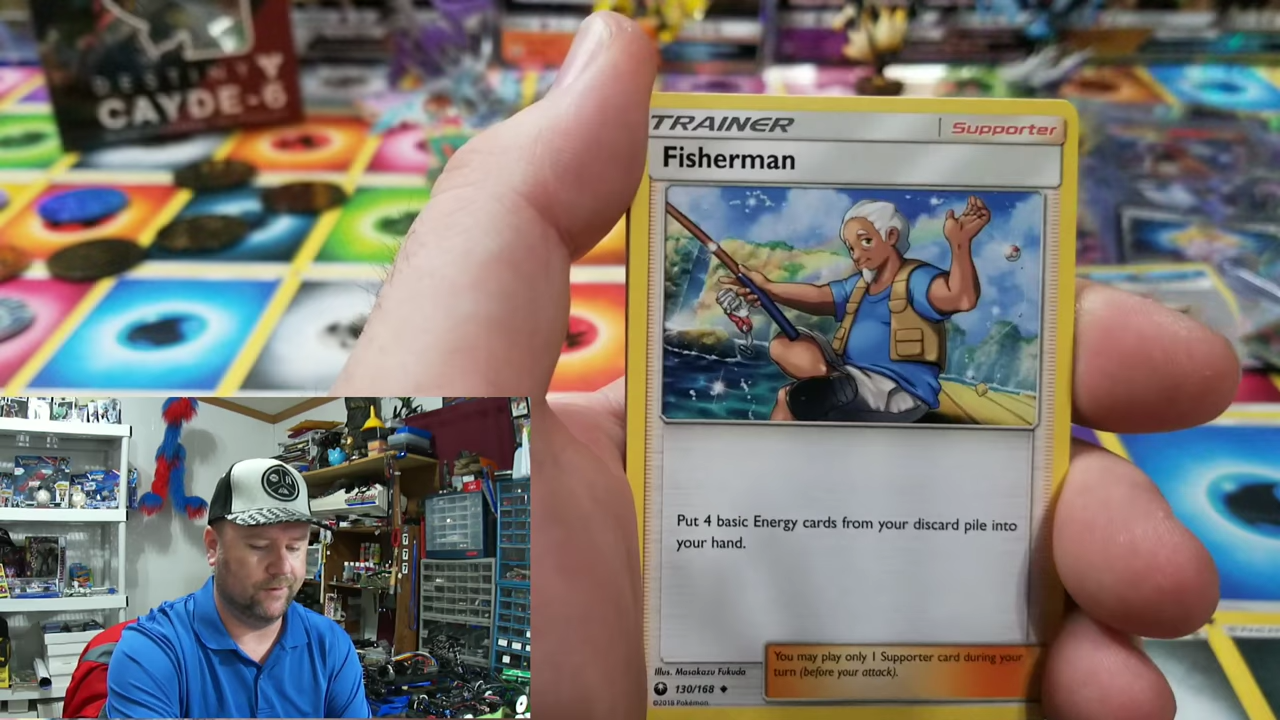 DESTINY
CAYDE-6
TRAINER
Supporter
Fisherman
Put 4 basic Energy cards from your discard pile into
your hand.
You may play only 1 Supporter card during your
turn (before your attack).
Illus. Masakazu Fukuda
130/168
©2018 Pokémon.